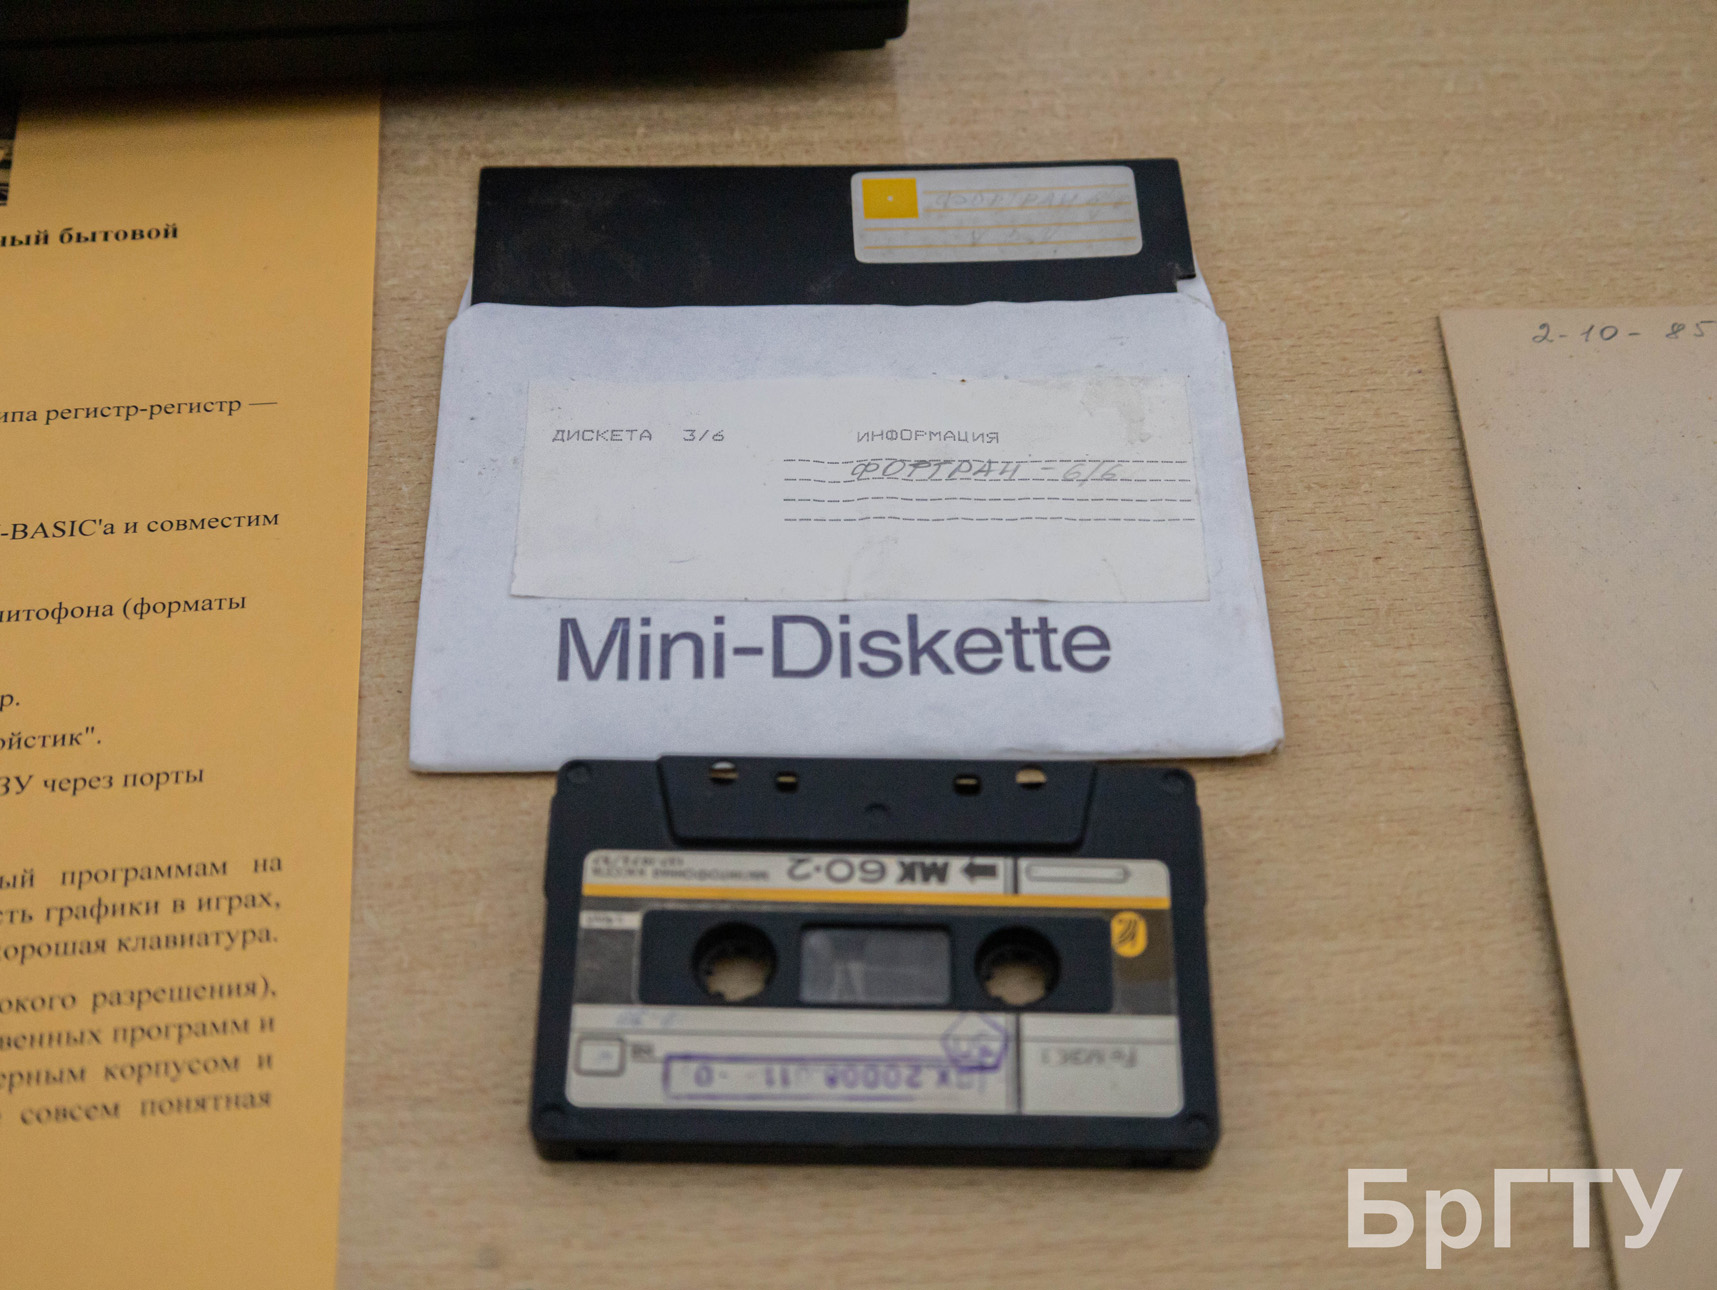 ный бытовой
ипа регистр-регистр —
-BASIC'а и совместим
нитофона (форматы
р.
ойстик".
ЗУ через порты
ый программам на
сть графики в играх,
хорошая клавиатура.
окого разрешения),
венных программ и
ерным корпусом и
совсем понятная
ФОРТРАН
ДИСКЕТА 3/6
ИНФОРМАЦИЯ
ФОРТРАН - 6/6
Mini-Diskette
2-10-85
МК 60-2
БрГТУ